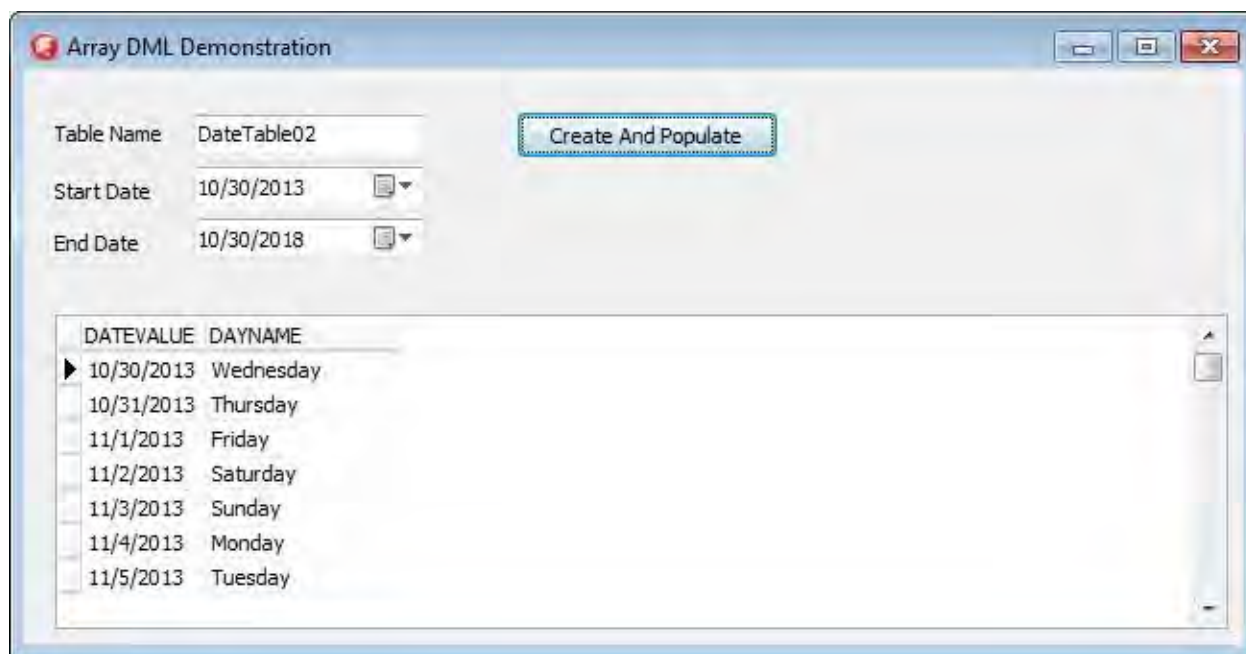 Array DML Demonstration
Table Name DateTable02 Create And Populate
Start Date 10/30/2013
End Date 10/30/2018
DATEVALUE DAYNAME
10/30/2013 Wednesday
10/31/2013 Thursday
11/1/2013 Friday
11/2/2013 Saturday
11/3/2013 Sunday
11/4/2013 Monday
11/5/2013 Tuesday